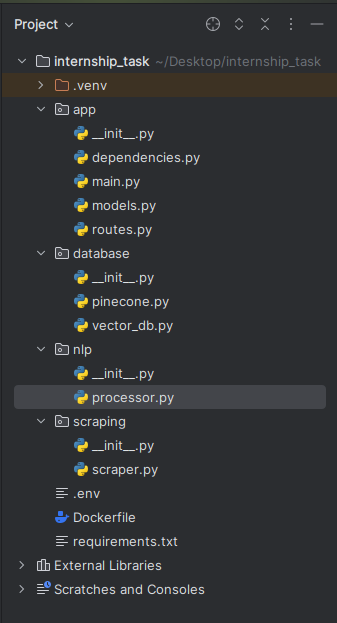 Project
internship_task ~/Desktop/internship_task
.venv
app
__init__.py
dependencies.py
main.py
models.py
routes.py
database
__init__.py
pinecone.py
vector_db.py
nlp
__init__.py
processor.py
scraping
__init__.py
scraper.py
.env
Dockerfile
requirements.txt
External Libraries
Scratches and Consoles